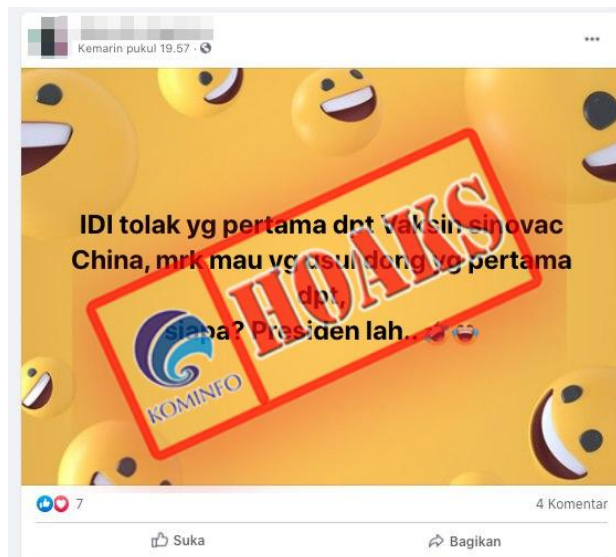 Kemarin pukul 19.57
IDI tolak yg pertama dpt Vaksin sinovac
China, mrk mau yg usul dong yg pertama
dpt,
siapa? Presiden lah..
HOAKS
KOMINFO
7
4 Komentar
Suka
Bagikan